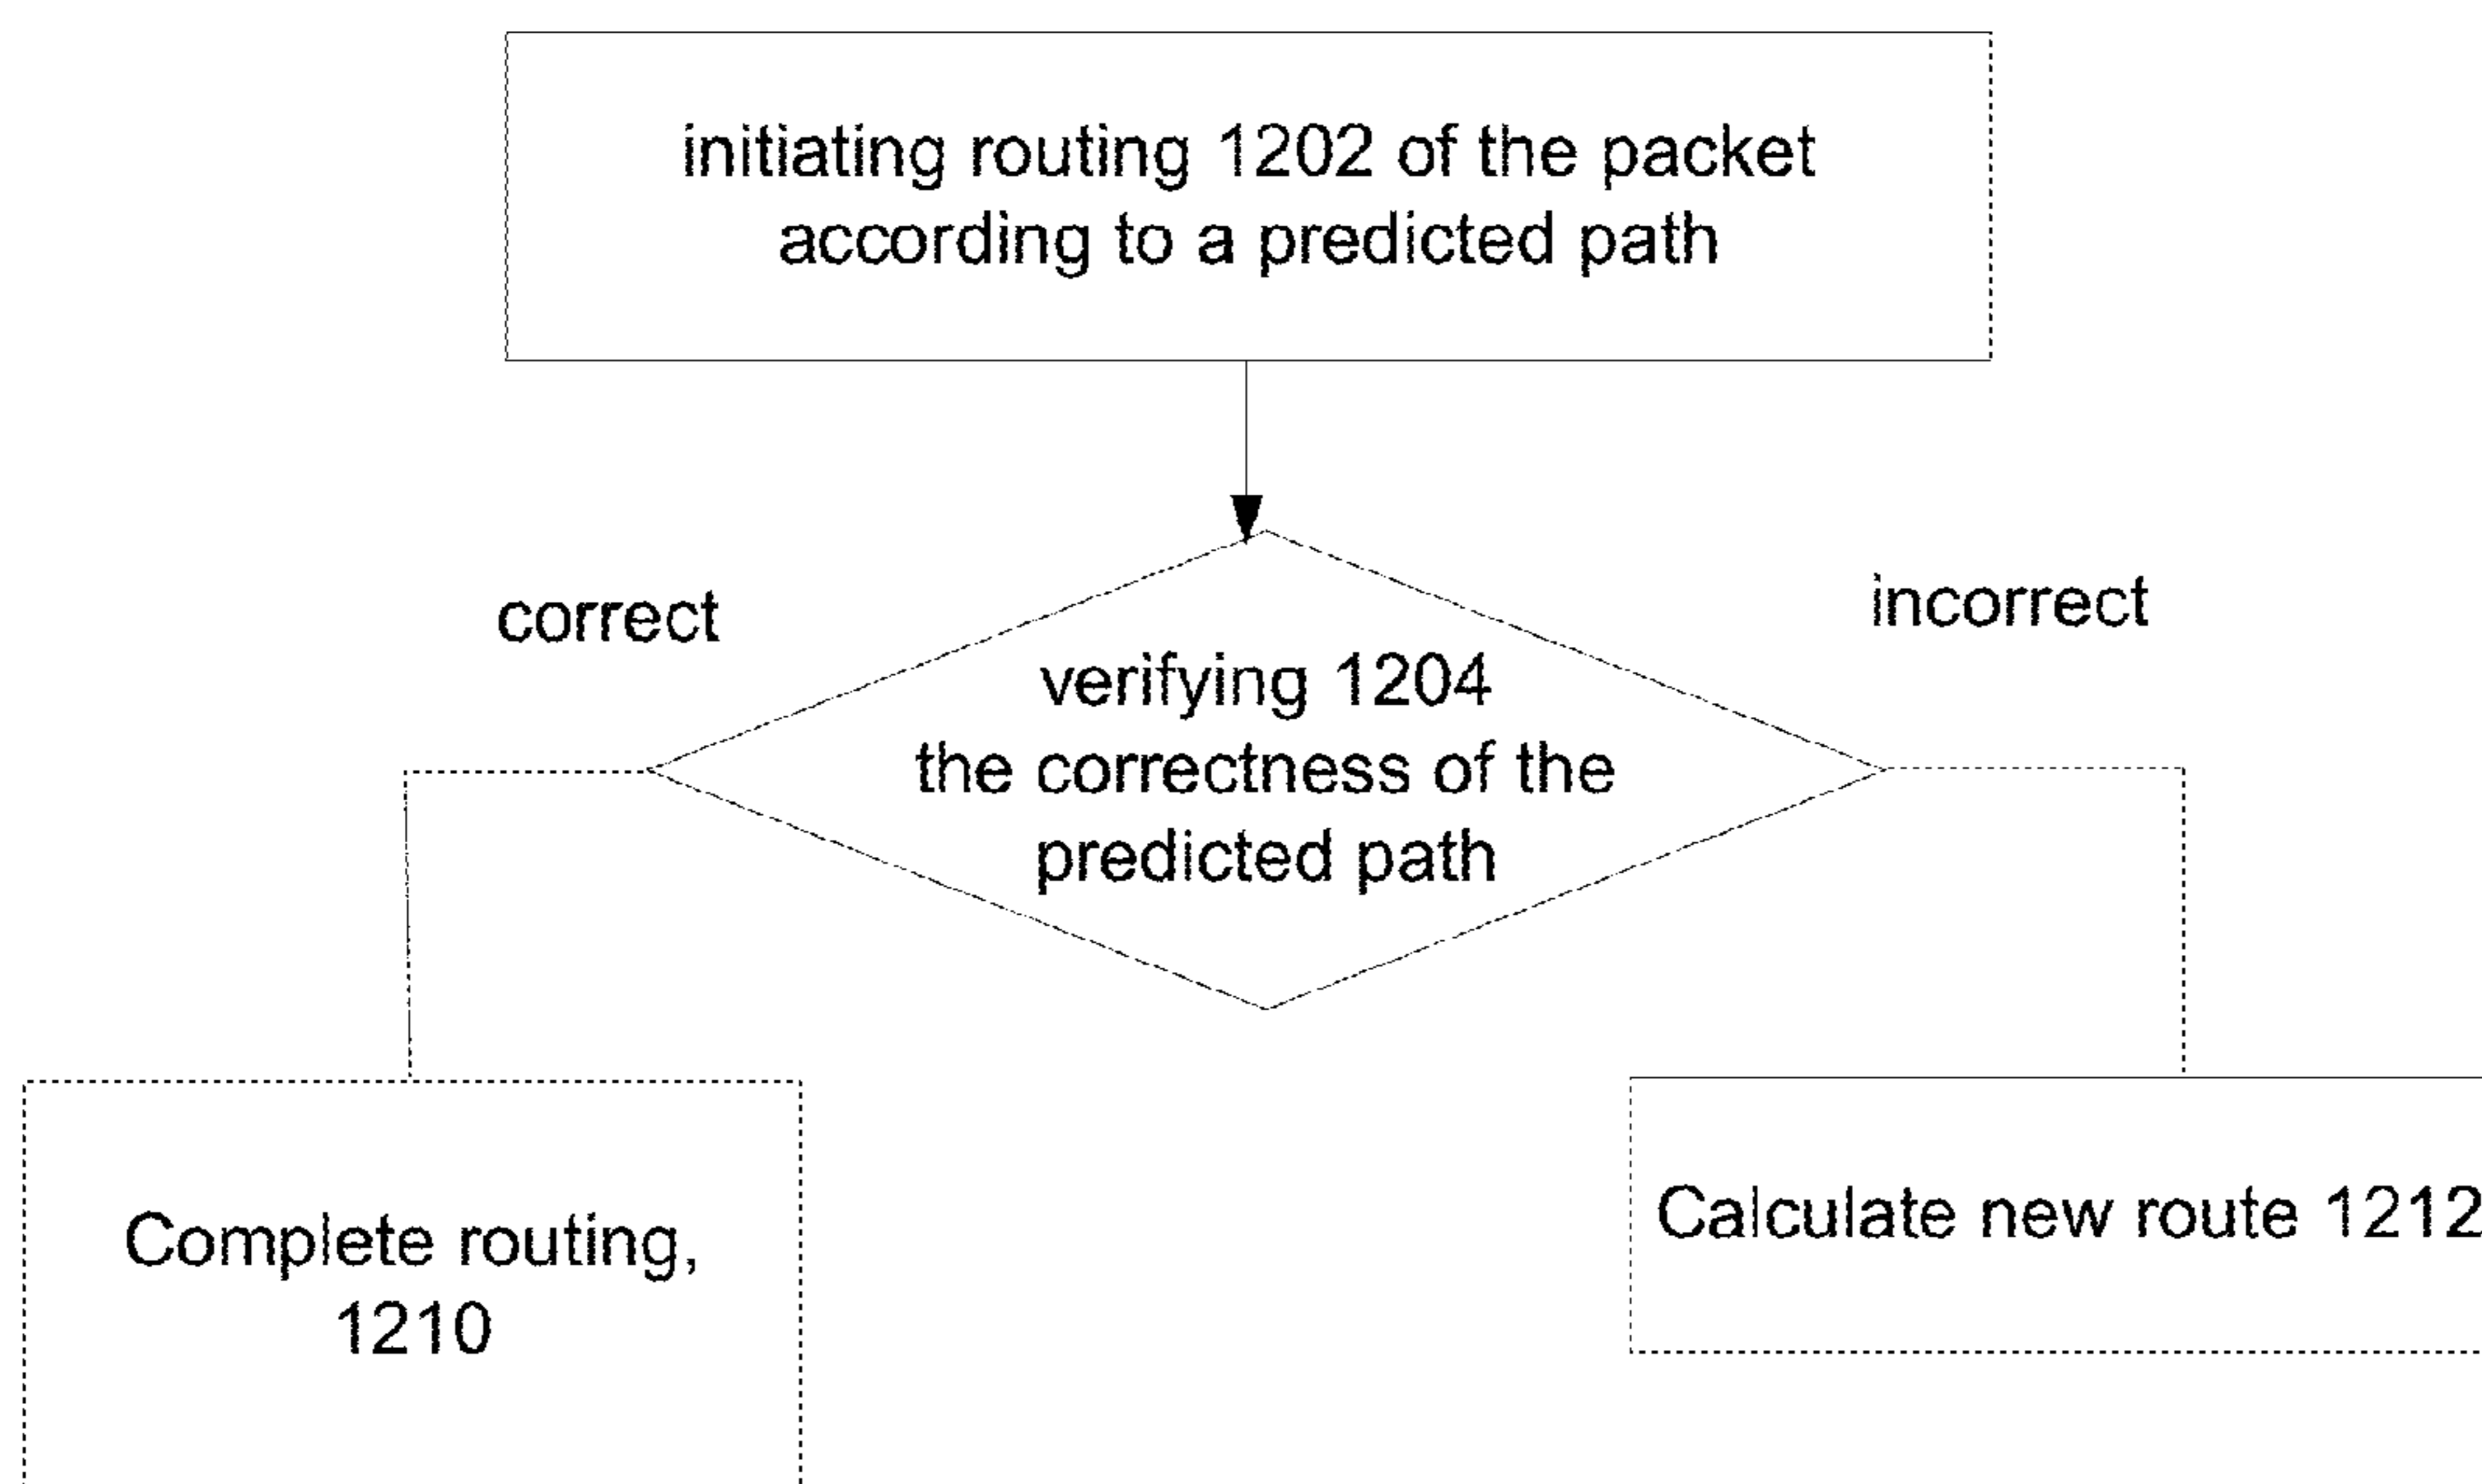 initiating routing 1202 of the packet
according to a predicted path
correct
incorrect
verifying 1204
the correctness of the
predicted path
Complete routing,
1210
Calculate new route 1212